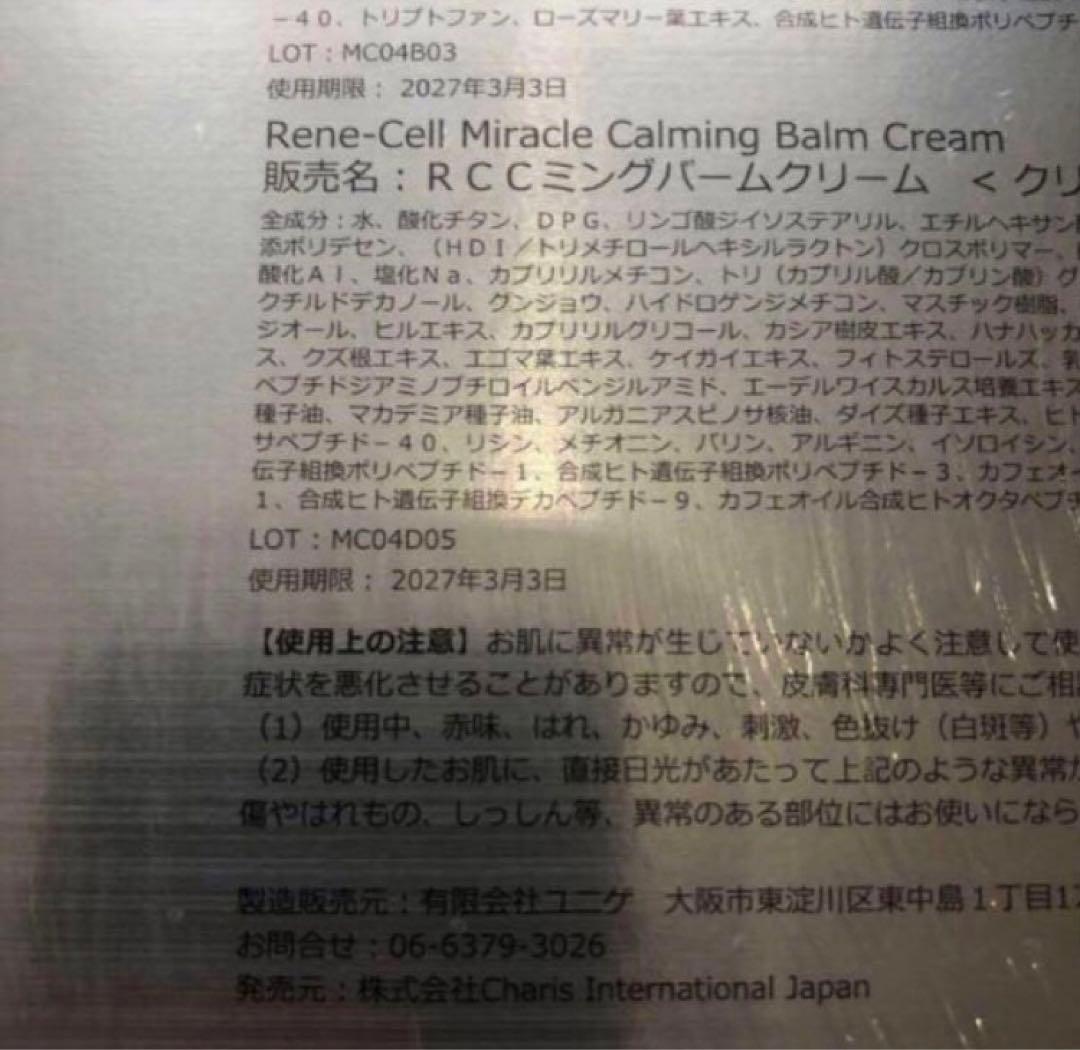 －４０、トリプトファン、ローズマリー葉エキス、合成ヒト遺伝子組換ポリペプチ
LOT：MC04B03
使用期限： 2027年3月3日
Rene-Cell Miracle Calming Balm Cream
販売名：ＲＣＣミングバームクリーム ＜クリ
全成分：水、酸化チタン、ＤＰＧ、リンゴ酸ジイソステアリル、エチルヘキサン
添ポリデセン、（ＨＤＩ／トリメチロールヘキシルラクトン）クロスポリマー、
酸化Ａｌ、塩化Ｎａ、カプリリルメチコン、トリ（カプリル酸／カプリン酸）グ
クチルドデカノール、グンジョウ、ハイドロゲンジメチコン、マスチック樹脂、
ジオール、ヒルエキス、カプリリルグリコール、カシア樹皮エキス、ハナハッカ
ス、クズ根エキス、エゴマ葉エキス、ケイガイエキス、フィトステロールズ、乳
ペプチドジアミノブチロイルベンジルアミド、エーデルワイスカルス培養エキス
種子油、マカデミア種子油、アルガニアスピノサ核油、ダイズ種子エキス、ヒト
サペプチド－４０、リシン、メチオニン、バリン、アルギニン、イソロイシン、
伝子組換ポリペプチド－１、合成ヒト遺伝子組換ポリペプチド－３、カフェオ
１、合成ヒト遺伝子組換デカペプチド－９、カフェオイル合成ヒトオクタペプチ
LOT：MC04D05
使用期限： 2027年3月3日
【使用上の注意】お肌に異常が生じていないかよく注意して使
症状を悪化させることがありますので、皮膚科専門医等にご相
（1）使用中、赤味、はれ、かゆみ、刺激、色抜け（白斑等）や
（2）使用したお肌に、直接日光があたって上記のような異常が
傷やはれもの、しっしん等、異常のある部位にはお使いになら
製造販売元：有限会社ユニゲ 大阪市東淀川区東中島１丁目17
お問合せ：06-6379-3026
発売元：株式会社Charis International Japan